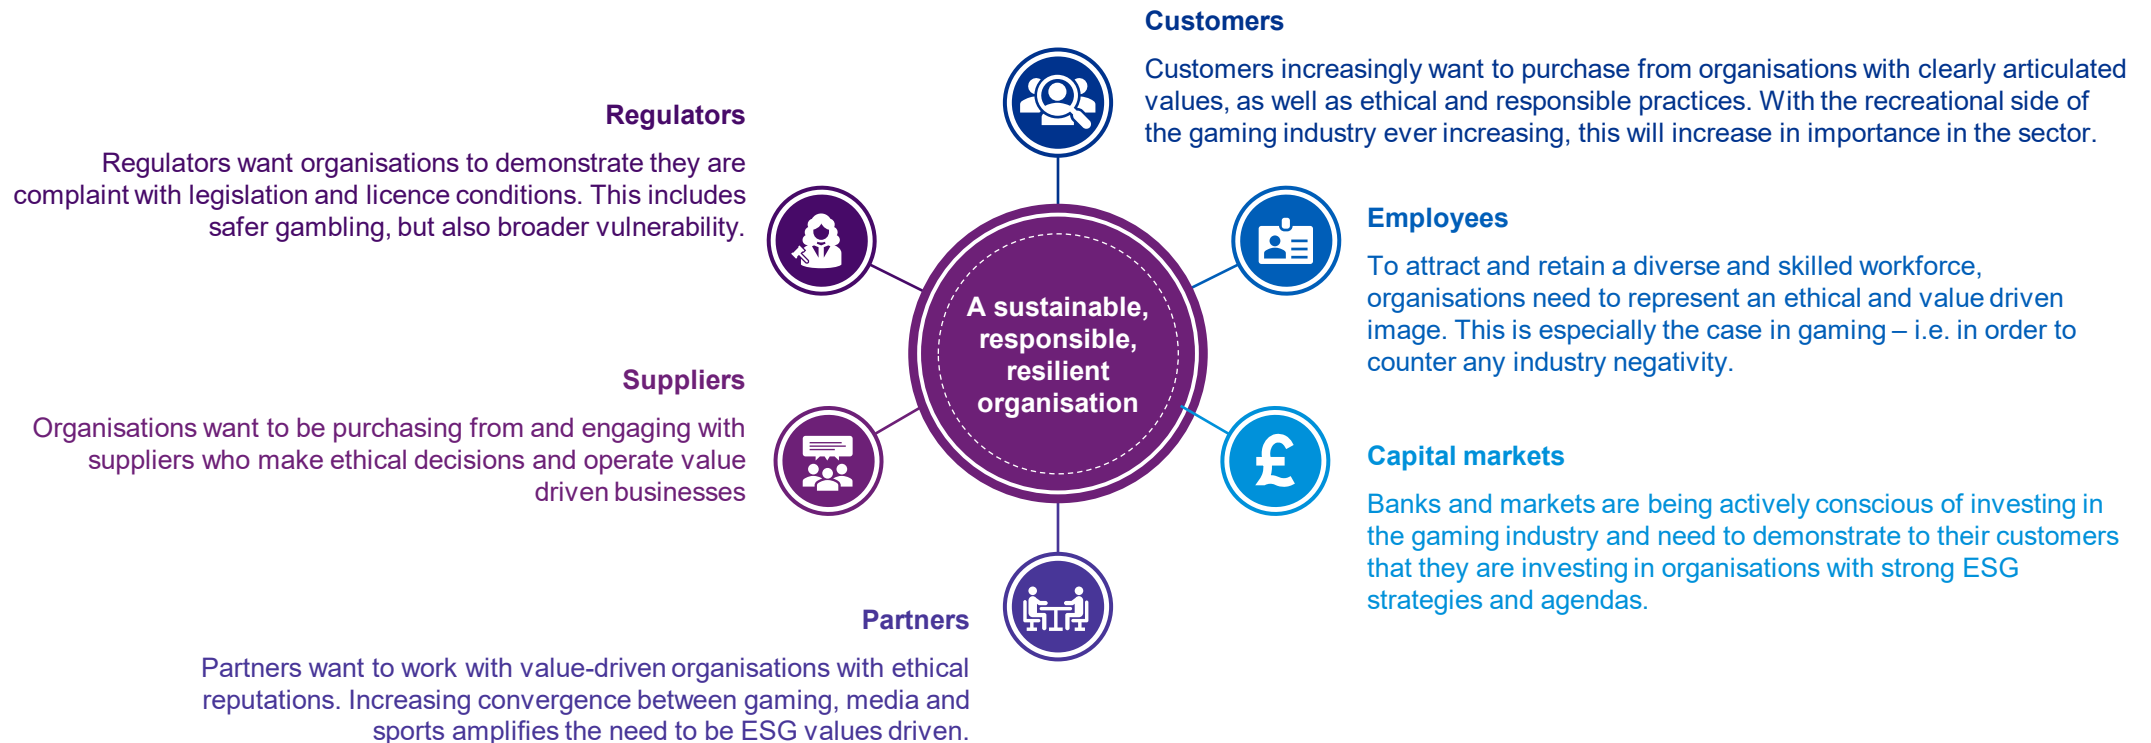 Customers
Customers increasingly want to purchase from organisations with clearly articulated
values, as well as ethical and responsible practices. With the recreational side of
the gaming industry ever increasing, this will increase in importance in the sector.
Regulators
Regulators want organisations to demonstrate they are
complaint with legislation and licence conditions. This includes
safer gambling, but also broader vulnerability.
Employees
To attract and retain a diverse and skilled workforce,
organisations need to represent an ethical and value driven
image. This is especially the case in gaming – i.e. in order to
counter any industry negativity.
A sustainable,
responsible,
resilient
organisation
Suppliers
Organisations want to be purchasing from and engaging with
suppliers who make ethical decisions and operate value
driven businesses
£
Capital markets
Banks and markets are being actively conscious of investing in
the gaming industry and need to demonstrate to their customers
that they are investing in organisations with strong ESG
strategies and agendas.
Partners
Partners want to work with value-driven organisations with ethical
reputations. Increasing convergence between gaming, media and
sports amplifies the need to be ESG values driven.